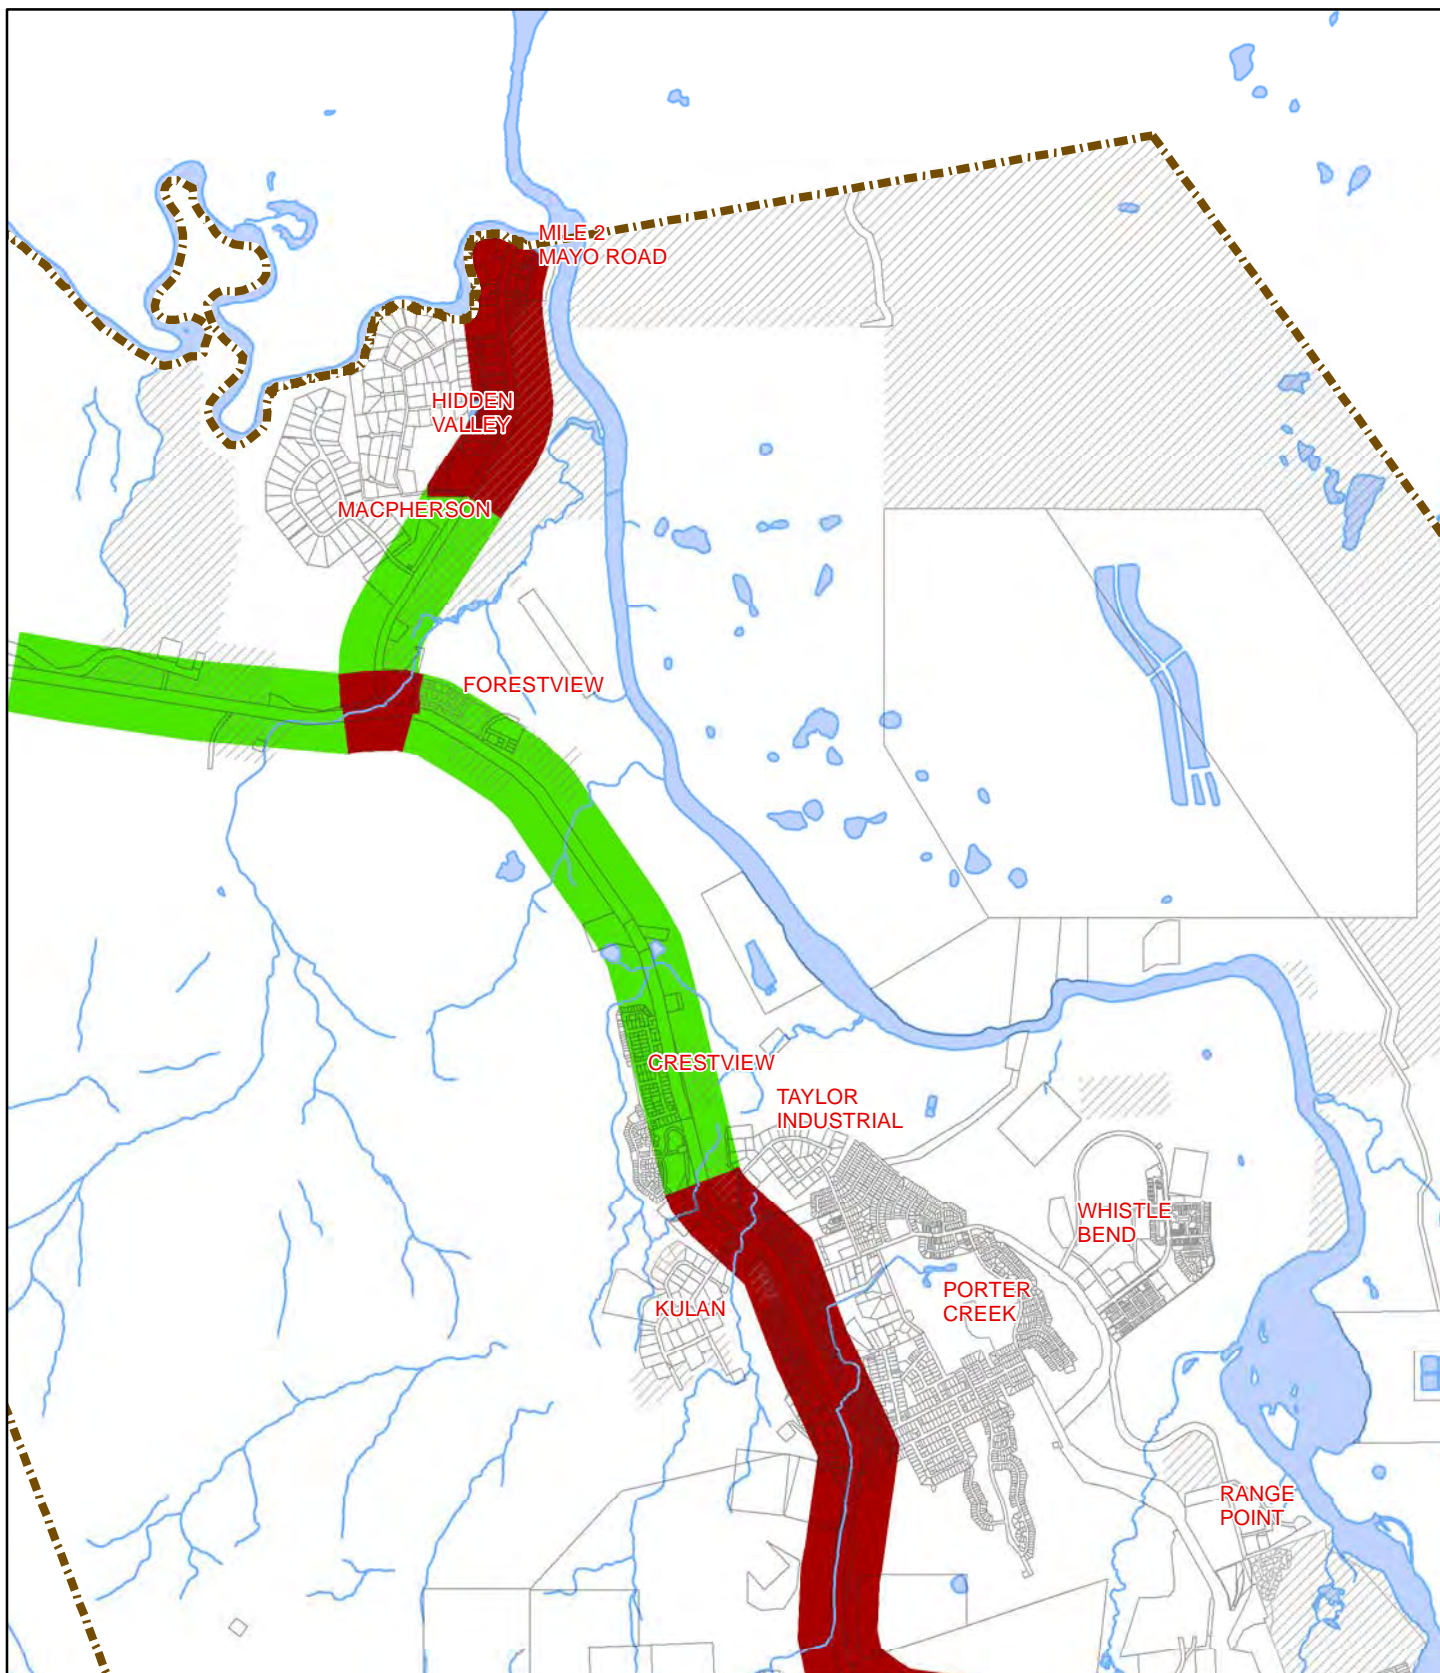 MILE 2
MAYO ROAD
HIDDEN
VALLEY
MACPHERSON
FORESTVIEW
CRESTVIEW
TAYLOR
INDUSTRIAL
WHISTLE
BEND
PORTER
CREEK
KULAN
RANGE
POINT